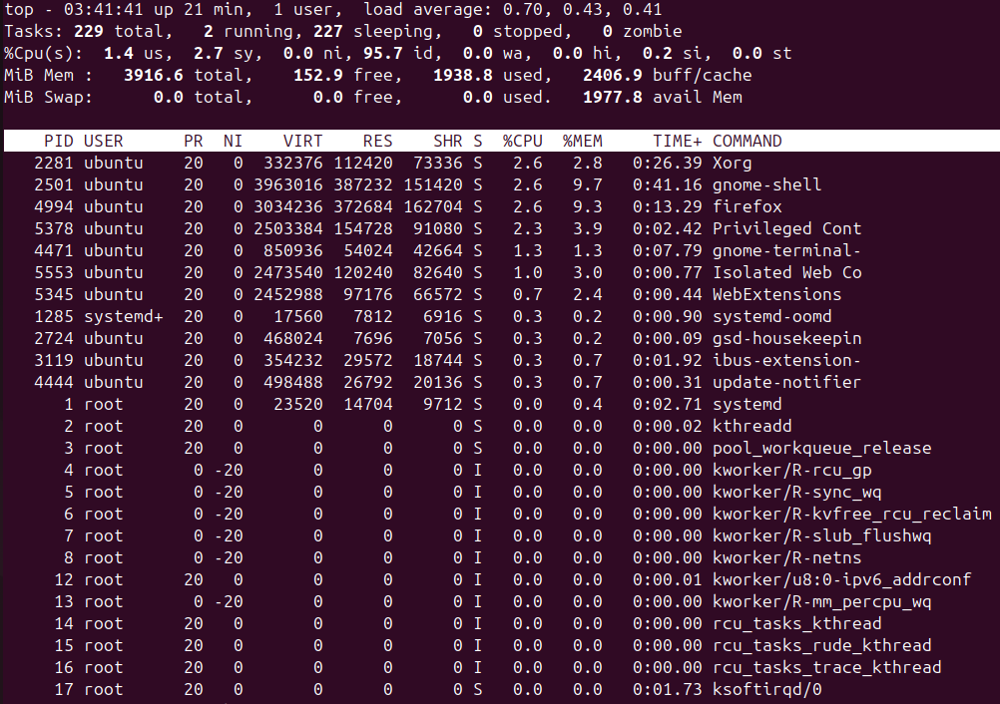 top - 03:41:41 up 21 min,  1 user,  load average: 0.70, 0.43, 0.41
Tasks: 229 total,   2 running, 227 sleeping,   0 stopped,   0 zombie
%Cpu(s):  1.4 us,  2.7 sy,  0.0 ni, 95.7 id,  0.0 wa,  0.0 hi,  0.2 si,  0.0 st
MiB Mem :   3916.6 total,    152.9 free,   1938.8 used,   2406.9 buff/cache
MiB Swap:      0.0 total,      0.0 free,      0.0 used.   1977.8 avail Mem
    PID USER      PR  NI    VIRT    RES    SHR S  %CPU  %MEM     TIME+ COMMAND
   2281 ubuntu    20   0  332376 112420  73336 S   2.6   2.8   0:26.39 Xorg
   2501 ubuntu    20   0 3963016 387232 151420 S   2.6   9.7   0:41.16 gnome-shell
   4994 ubuntu    20   0 3034236 372684 162704 S   2.6   9.3   0:13.29 firefox
   5378 ubuntu    20   0 2503384 154728  91080 S   2.3   3.9   0:02.42 Privileged Cont
   4471 ubuntu    20   0  850936  54024  42664 S   1.3   1.3   0:07.79 gnome-terminal-
   5553 ubuntu    20   0 2473540 120240  82640 S   1.0   3.0   0:00.77 Isolated Web Co
   5345 ubuntu    20   0 2452988  97176  66572 S   0.7   2.4   0:00.44 WebExtensions
   1285 systemd+  20   0   17560   7812   6916 S   0.3   0.2   0:00.90 systemd-oomd
   2724 ubuntu    20   0  468024   7696   7056 S   0.3   0.2   0:00.09 gsd-housekeepin
   3119 ubuntu    20   0  354232  29572  18744 S   0.3   0.7   0:01.92 ibus-extension-
   4444 ubuntu    20   0  498488  26792  20136 S   0.3   0.7   0:00.31 update-notifier
      1 root      20   0   23520  14704   9712 S   0.0   0.4   0:02.71 systemd
      2 root      20   0       0      0      0 S   0.0   0.0   0:00.02 kthreadd
      3 root      20   0       0      0      0 S   0.0   0.0   0:00.00 pool_workqueue_release
      4 root       0 -20       0      0      0 I   0.0   0.0   0:00.00 kworker/R-rcu_gp
      5 root       0 -20       0      0      0 I   0.0   0.0   0:00.00 kworker/R-sync_wq
      6 root       0 -20       0      0      0 I   0.0   0.0   0:00.00 kworker/R-kvfree_rcu_reclaim
      7 root       0 -20       0      0      0 I   0.0   0.0   0:00.00 kworker/R-slub_flushwq
      8 root       0 -20       0      0      0 I   0.0   0.0   0:00.00 kworker/R-netns
     12 root      20   0       0      0      0 I   0.0   0.0   0:00.01 kworker/u8:0-ipv6_addrconf
     13 root       0 -20       0      0      0 I   0.0   0.0   0:00.00 kworker/R-mm_percpu_wq
     14 root      20   0       0      0      0 I   0.0   0.0   0:00.00 rcu_tasks_kthread
     15 root      20   0       0      0      0 I   0.0   0.0   0:00.00 rcu_tasks_rude_kthread
     16 root      20   0       0      0      0 I   0.0   0.0   0:00.00 rcu_tasks_trace_kthread
     17 root      20   0       0      0      0 S   0.0   0.0   0:01.73 ksoftirqd/0